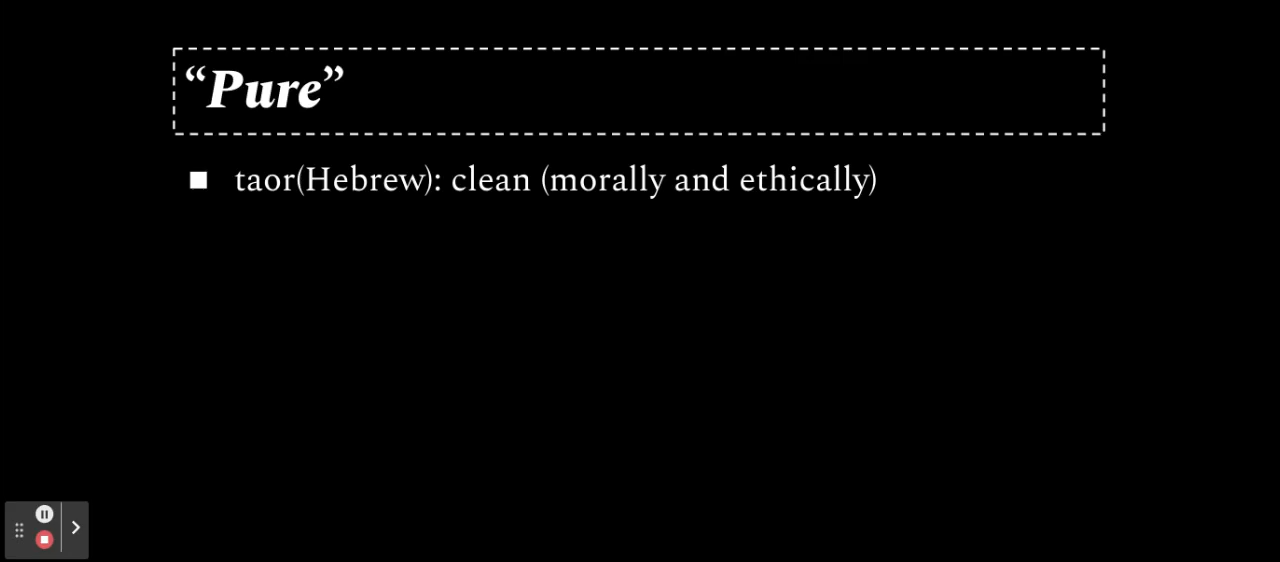 “Pure”
■ taor(Hebrew): clean (morally and ethically)